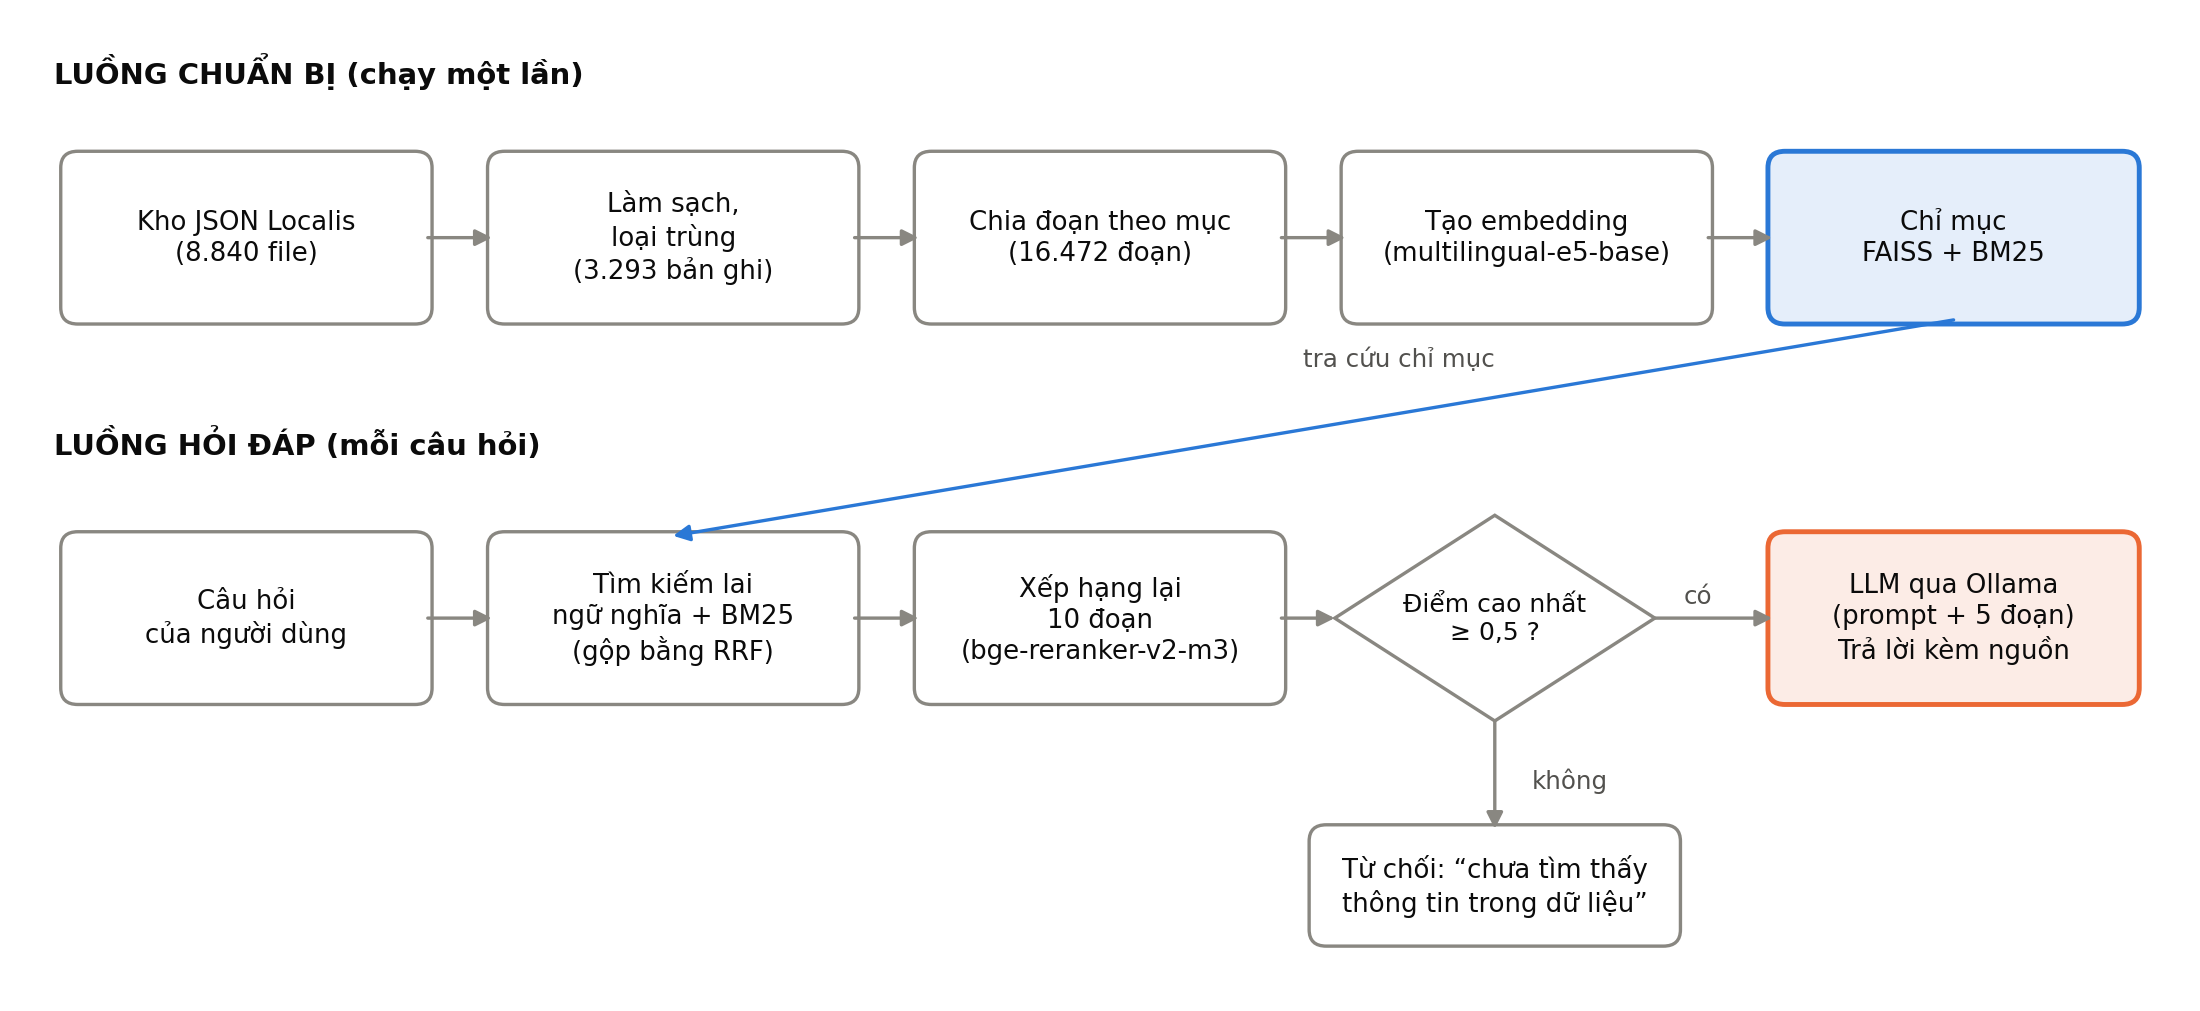 LUỒNG CHUẨN BỊ (chạy một lần)
Kho JSON Localis
(8.840 file)
Làm sạch,
loại trùng
(3.293 bản ghi)
Chia đoạn theo mục
(16.472 đoạn)
Tạo embedding
(multilingual-e5-base)
Chỉ mục
FAISS + BM25
tra cứu chỉ mục
LUỒNG HỎI ĐÁP (mỗi câu hỏi)
Câu hỏi
của người dùng
Tìm kiếm lai
ngữ nghĩa + BM25
(gộp bằng RRF)
Xếp hạng lại
10 đoạn
(bge-reranker-v2-m3)
Điểm cao nhất
≥ 0,5 ?
có
LLM qua Ollama
(prompt + 5 đoạn)
Trả lời kèm nguồn
không
Từ chối: “chưa tìm thấy
thông tin trong dữ liệu”